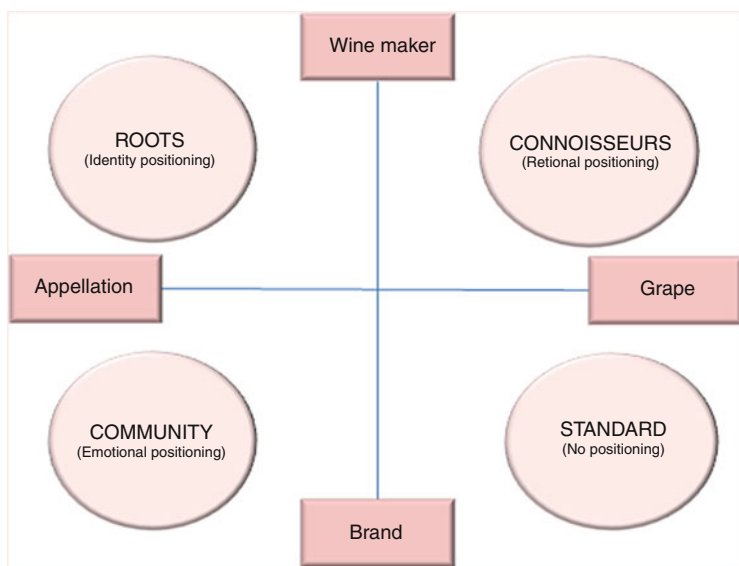 Wine maker
ROOTS
(Identity positioning)
CONNOISSEURS
(Retional positioning)
Appellation
Grape
COMMUNITY
(Emotional positioning)
STANDARD
(No positioning)
Brand